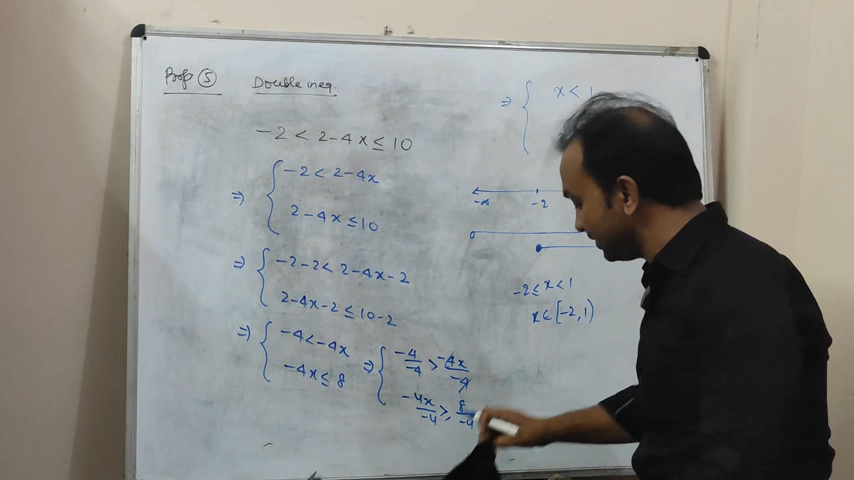 Prop ⑤ Double ineq.
-2 < 2-4x ≤ 10
⇒ { -2 < 2-4x
2-4x ≤ 10
⇒ { -2-2 < 2-4x-2
2-4x-2 ≤ 10-2
⇒ { -4 < -4x
-4x ≤ 8
⇒ { -4/-4 > -4x/-4
-4x/-4 ≥ 8/-4
⇒ { x < 1
-∞ -2
-2 ≤ x < 1
x ∈ [-2, 1)